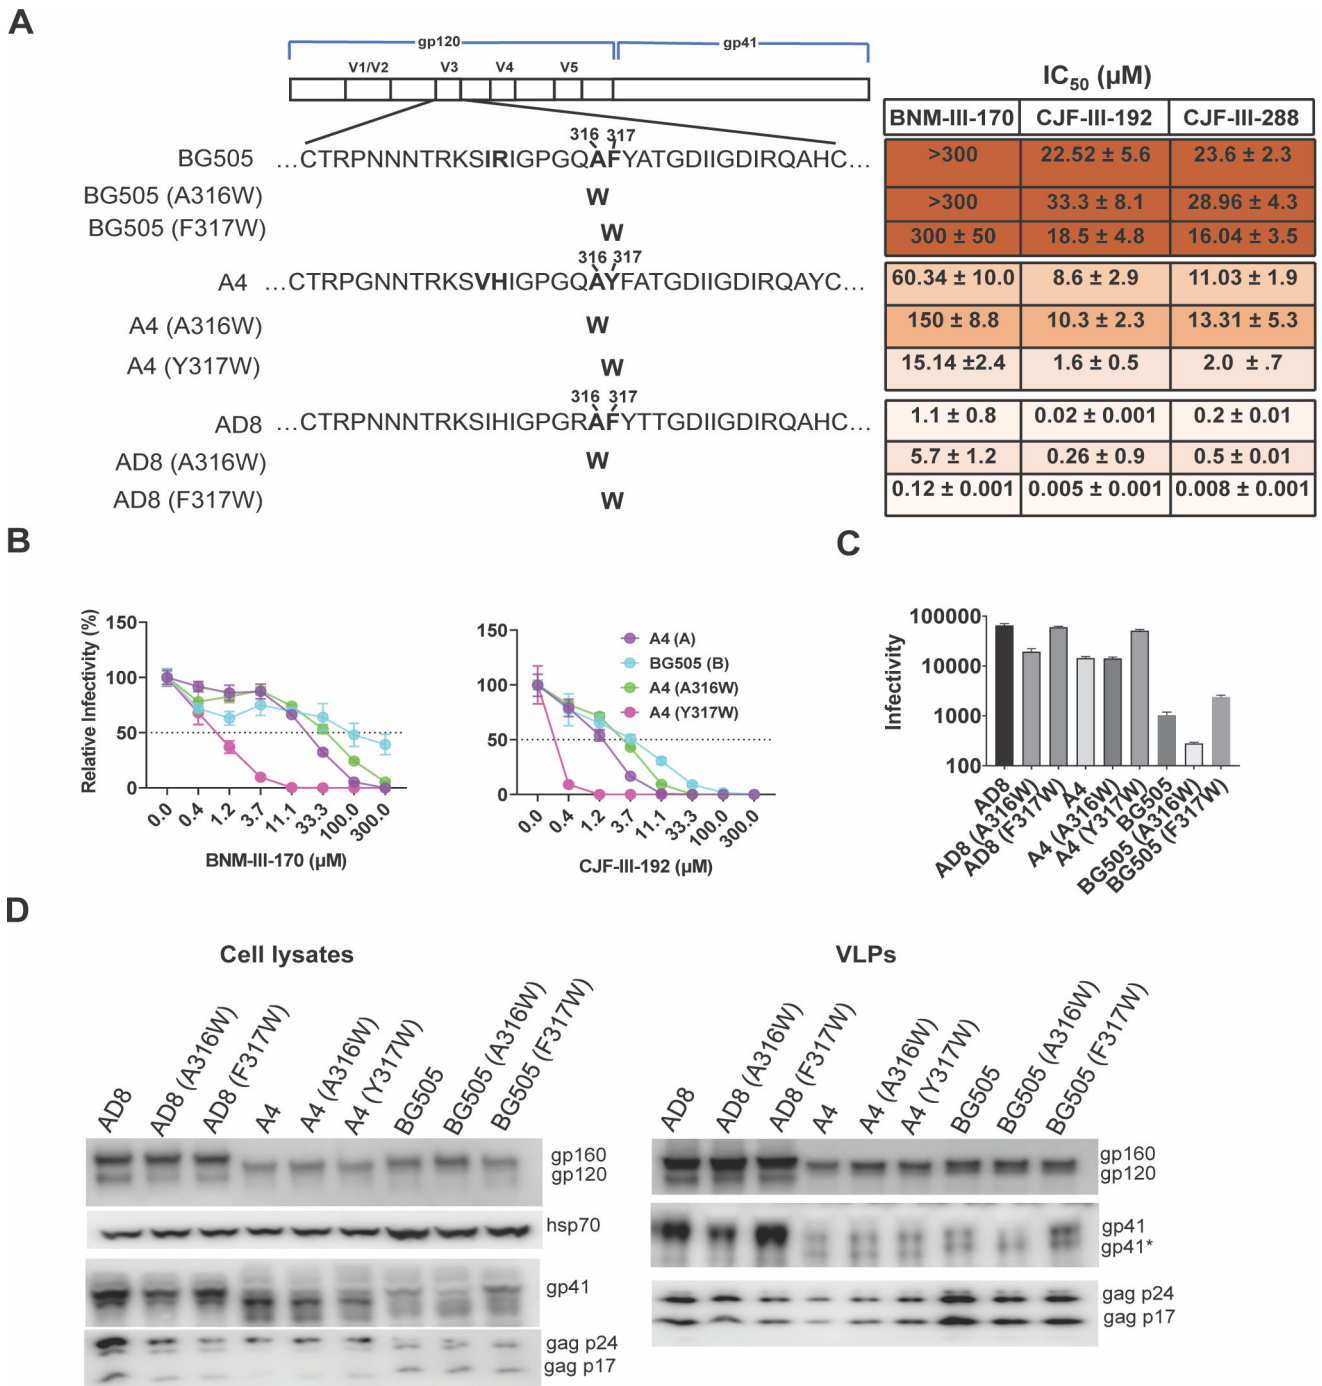 A
gp120
gp41
V1/V2
V3
V4
V5
IC50 (µM)
BNM-III-170
CJF-III-192
CJF-III-288
316 317
BG505
...CTRPNNNTRKSIRIGPGQAFYATGDIIGDIRQAHC...
>300
22.52 ± 5.6
23.6 ± 2.3
BG505 (A316W)
W
>300
33.3 ± 8.1
28.96 ± 4.3
BG505 (F317W)
W
300 ± 50
18.5 ± 4.8
16.04 ± 3.5
316 317
A4
...CTRPGNNTRKSVHIGPGQAYFATGDIIGDIRQAYC...
60.34 ± 10.0
8.6 ± 2.9
11.03 ± 1.9
A4 (A316W)
W
150 ± 8.8
10.3 ± 2.3
13.31 ± 5.3
A4 (Y317W)
W
15.14 ±2.4
1.6 ± 0.5
2.0 ± .7
316 317
AD8
...CTRPNNNTRKSIHIGPGRAFYTTGDIIGDIRQAHC...
1.1 ± 0.8
0.02 ± 0.001
0.2 ± 0.01
AD8 (A316W)
W
5.7 ± 1.2
0.26 ± 0.9
0.5 ± 0.01
AD8 (F317W)
W
0.12 ± 0.001
0.005 ± 0.001
0.008 ± 0.001
B
Relative Infectivity (%)
150
100
50
0
0.0
0.4
1.2
3.7
11.1
33.3
100.0
300.0
BNM-III-170 (µM)
150
100
50
0
0.0
0.4
1.2
3.7
11.1
33.3
100.0
300.0
CJF-III-192 (µM)
A4 (A)
BG505 (B)
A4 (A316W)
A4 (Y317W)
C
Infectivity
100000
10000
1000
100
AD8
AD8 (A316W)
AD8 (F317W)
A4
A4 (A316W)
A4 (Y317W)
BG505
BG505 (A316W)
BG505 (F317W)
D
Cell lysates
AD8
AD8 (A316W)
AD8 (F317W)
A4
A4 (A316W)
A4 (Y317W)
BG505
BG505 (A316W)
BG505 (F317W)
gp160
gp120
hsp70
gp41
gag p24
gag p17
VLPs
AD8
AD8 (A316W)
AD8 (F317W)
A4
A4 (A316W)
A4 (Y317W)
BG505
BG505 (A316W)
BG505 (F317W)
gp160
gp120
gp41
gp41*
gag p24
gag p17